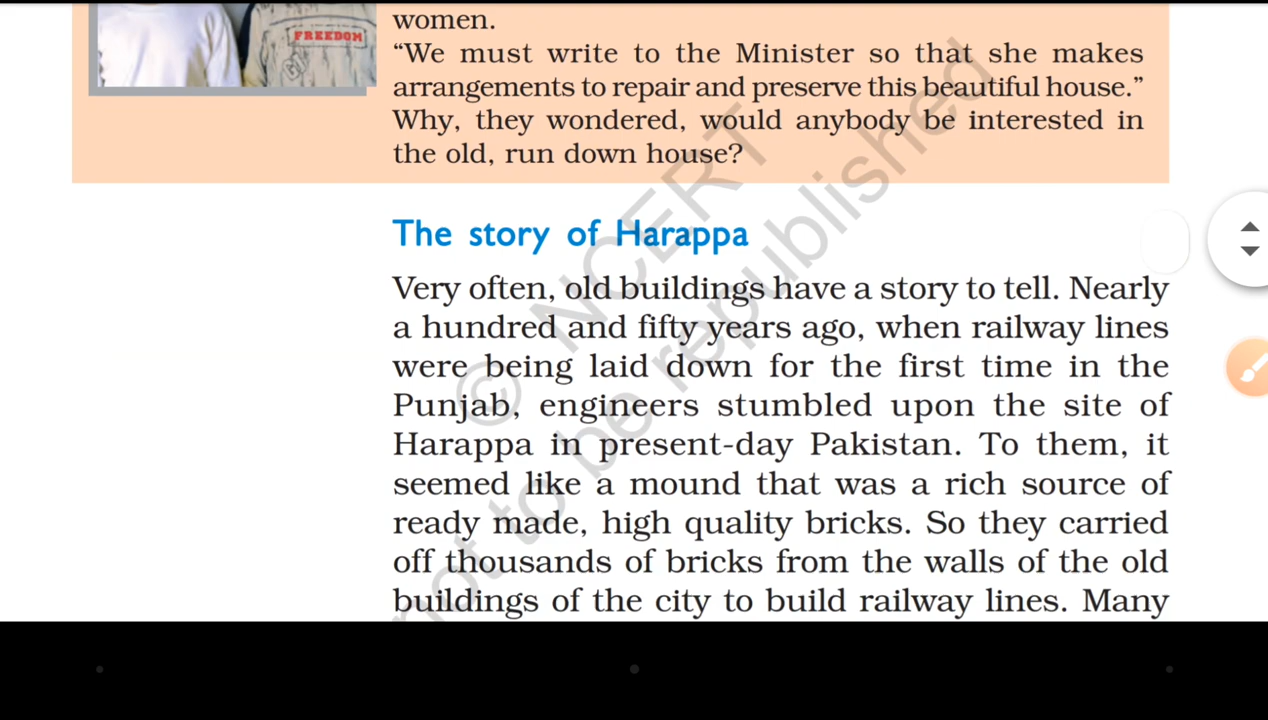 women.
FREEDOM
“We must write to the Minister so that she makes
arrangements to repair and preserve this beautiful house.”
Why, they wondered, would anybody be interested in
the old, run down house?
The story of Harappa
Very often, old buildings have a story to tell. Nearly
a hundred and fifty years ago, when railway lines
were being laid down for the first time in the
Punjab, engineers stumbled upon the site of
Harappa in present-day Pakistan. To them, it
seemed like a mound that was a rich source of
ready made, high quality bricks. So they carried
off thousands of bricks from the walls of the old
buildings of the city to build railway lines. Many
© NCERT
not to be republished